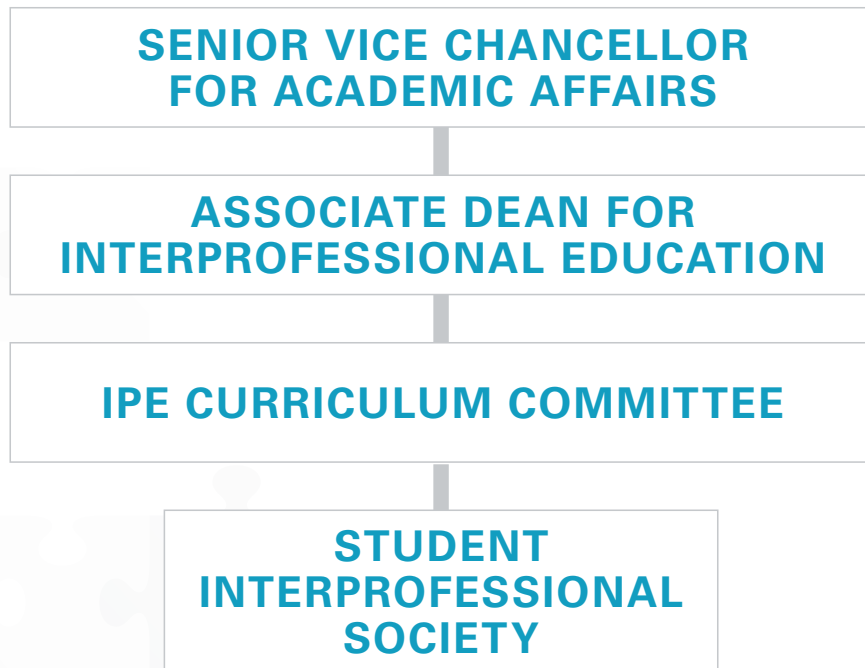 SENIOR VICE CHANCELLOR
FOR ACADEMIC AFFAIRS
ASSOCIATE DEAN FOR
INTERPROFESSIONAL EDUCATION
IPE CURRICULUM COMMITTEE
STUDENT
INTERPROFESSIONAL
SOCIETY